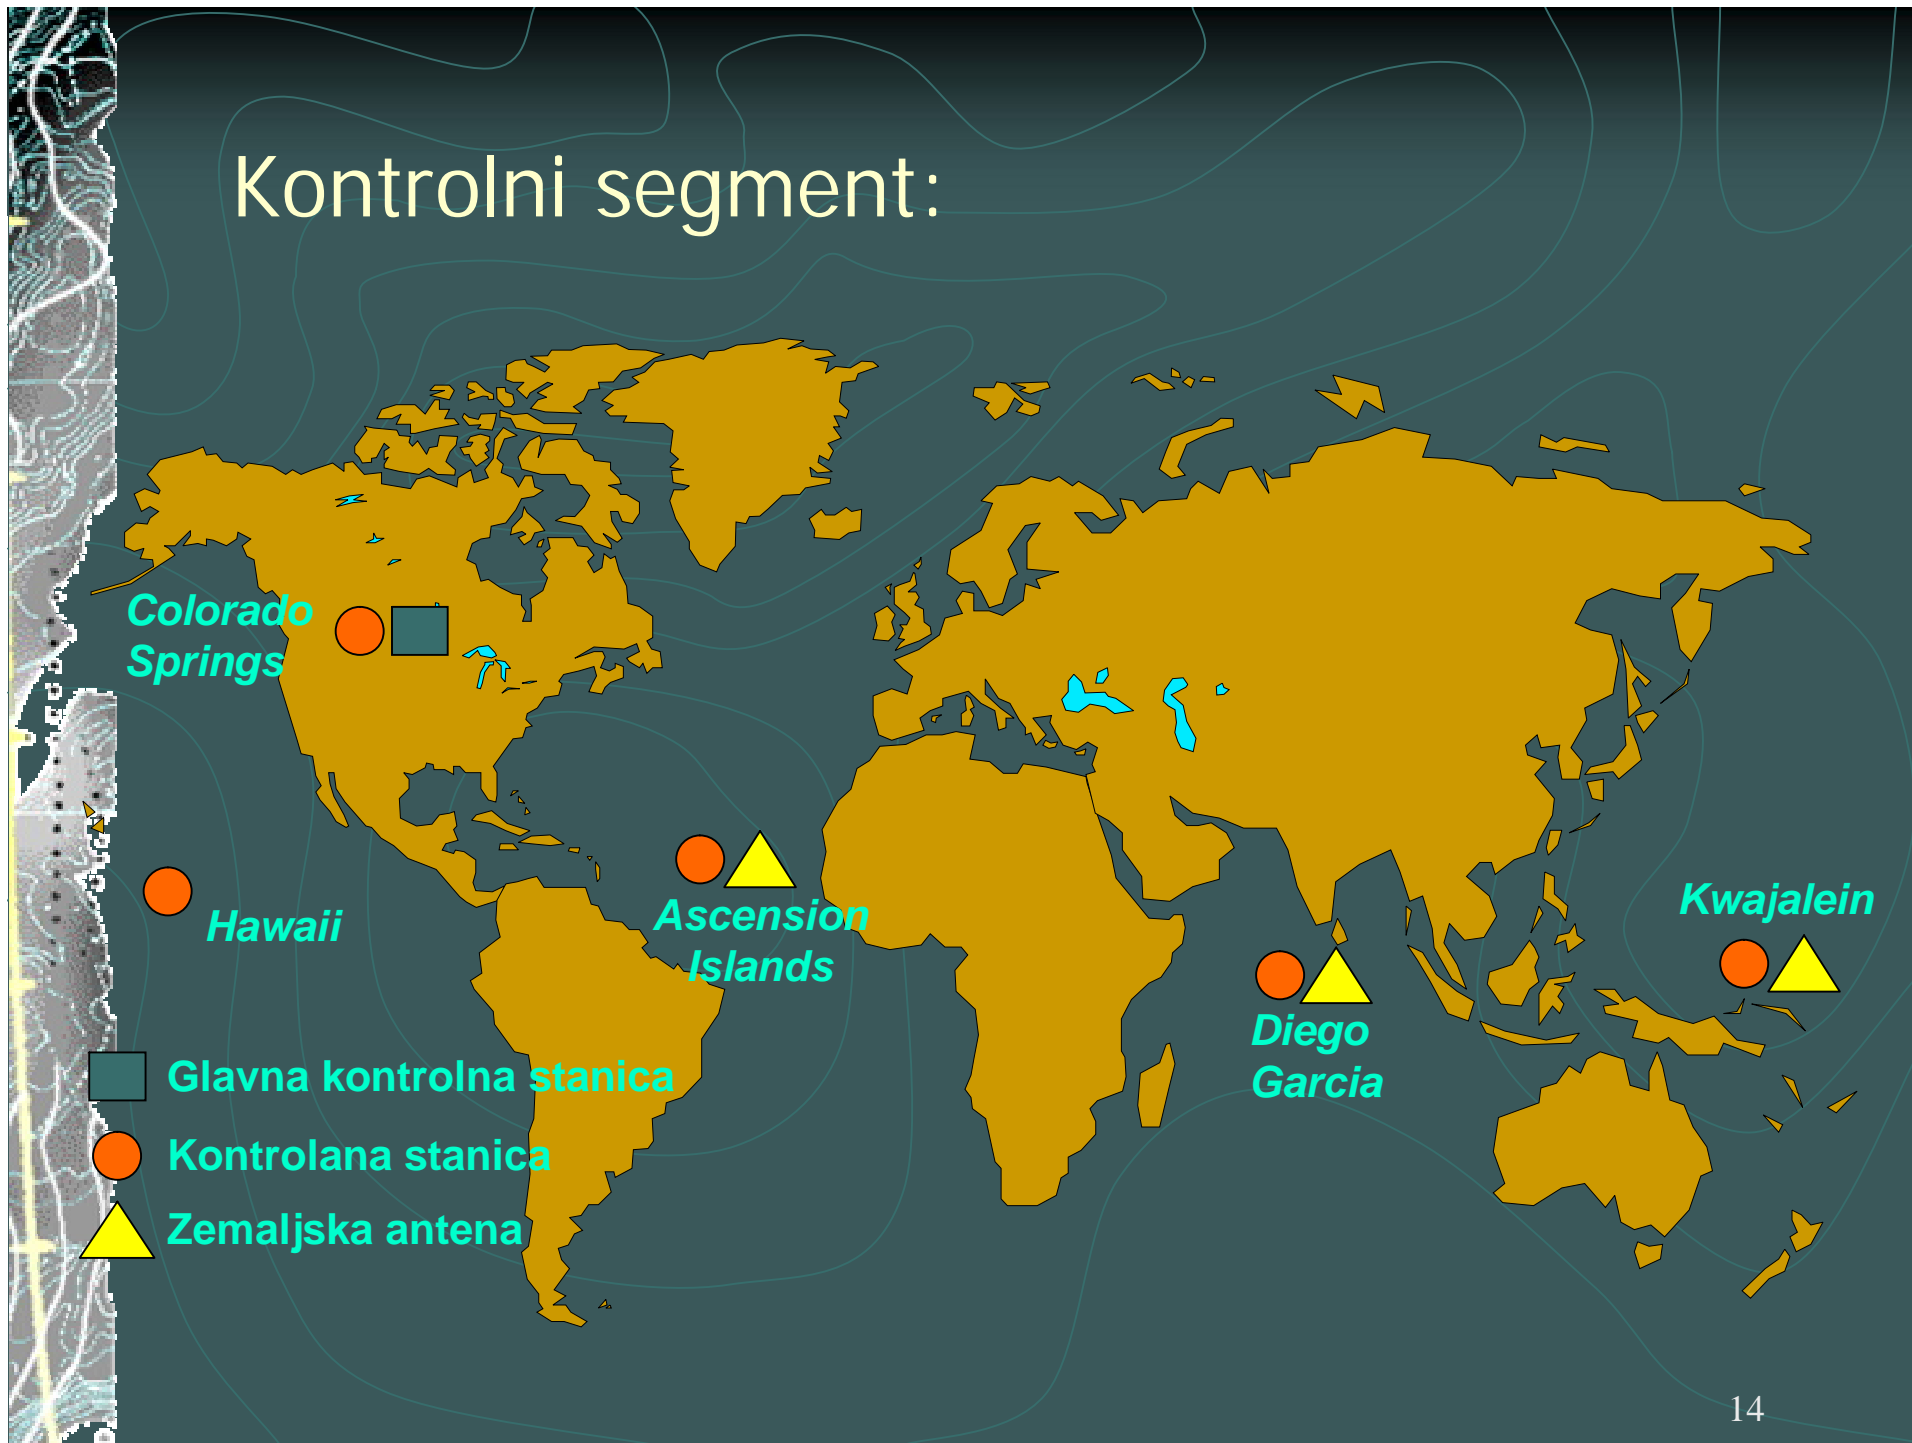 Kontrolni segment:
Colorado
Springs
Hawaii
Ascension
Islands
Kwajalein
Diego
Garcia
Glavna kontrolna stanica
Kontrolana stanica
Zemaljska antena
14